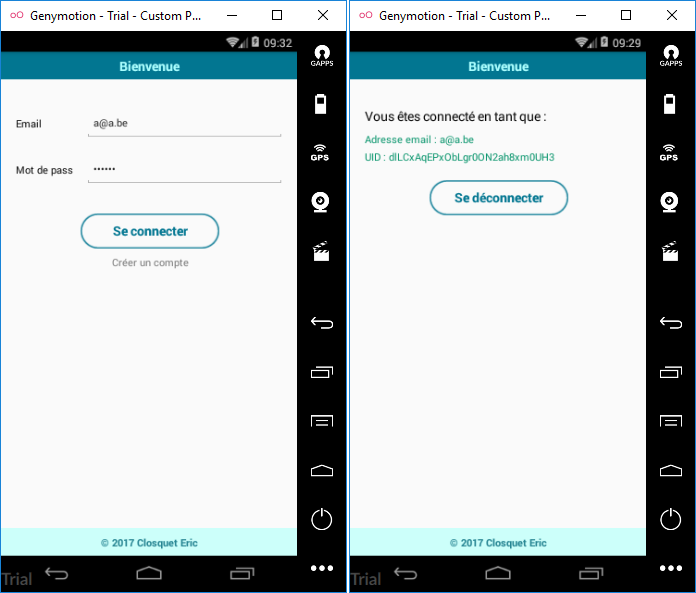 Genymotion - Trial - Custom P...
09:32
Bienvenue
Email
a@a.be
Mot de pass
••••••
Se connecter
Créer un compte
© 2017 Closquet Eric
Trial
GAPPS
GPS
Genymotion - Trial - Custom P...
09:29
Bienvenue
Vous êtes connecté en tant que :
Adresse email : a@a.be
UID : dlLCxAqEPxObLgr0ON2ah8xm0UH3
Se déconnecter
© 2017 Closquet Eric
Trial
GAPPS
GPS